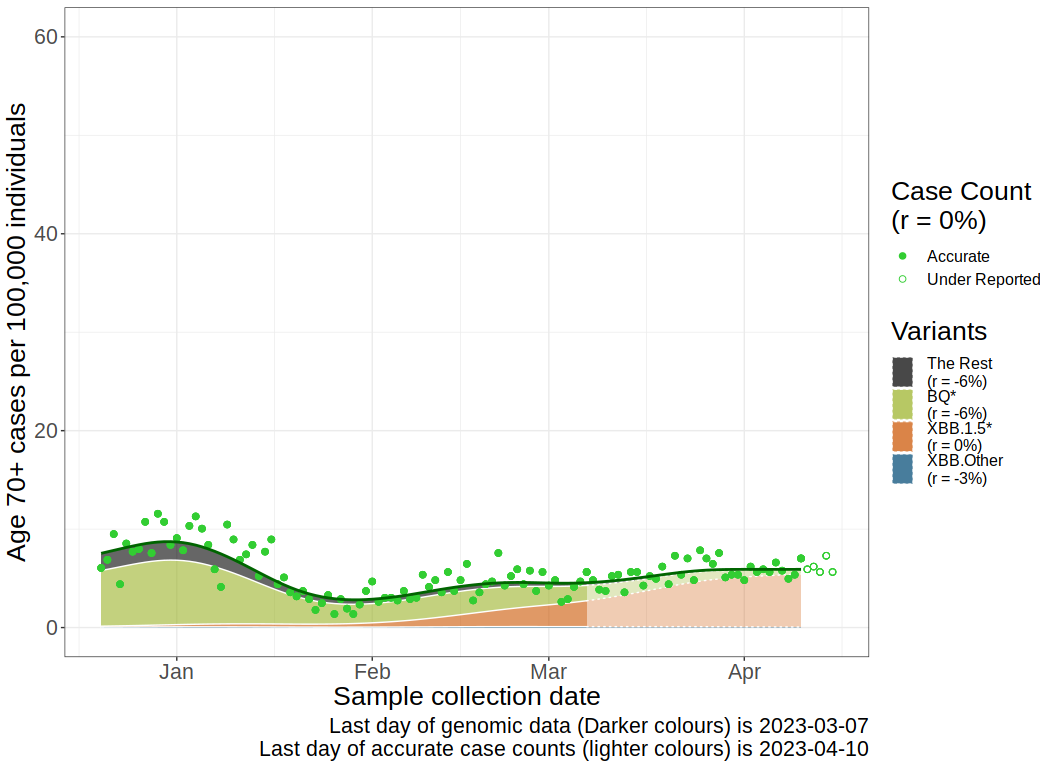 Age 70+ cases per 100,000 individuals
60
40
20
0
Jan
Feb
Mar
Apr
Sample collection date
Last day of genomic data (Darker colours) is 2023-03-07
Last day of accurate case counts (lighter colours) is 2023-04-10
Case Count
(r = 0%)
Accurate
Under Reported
Variants
The Rest
(r = -6%)
BQ*
(r = -6%)
XBB.1.5*
(r = 0%)
XBB.Other
(r = -3%)